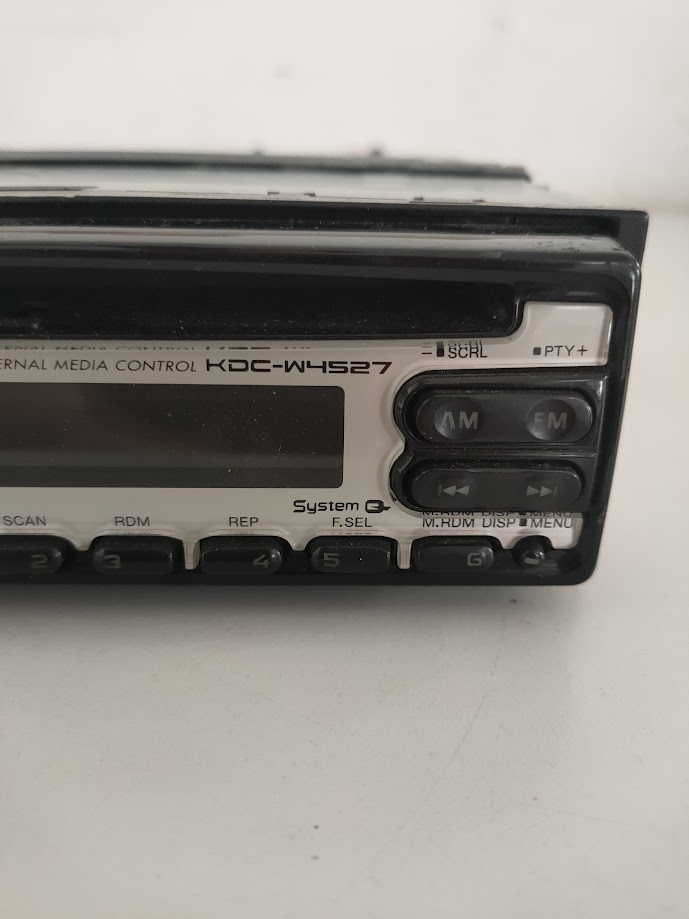 SCRL PTY+
ERNAL MEDIA CONTROL KDC-W4527
AM FM
System Q
SCAN RDM REP F.SEL M.RDM DISP MENU
2 3 4 5 6